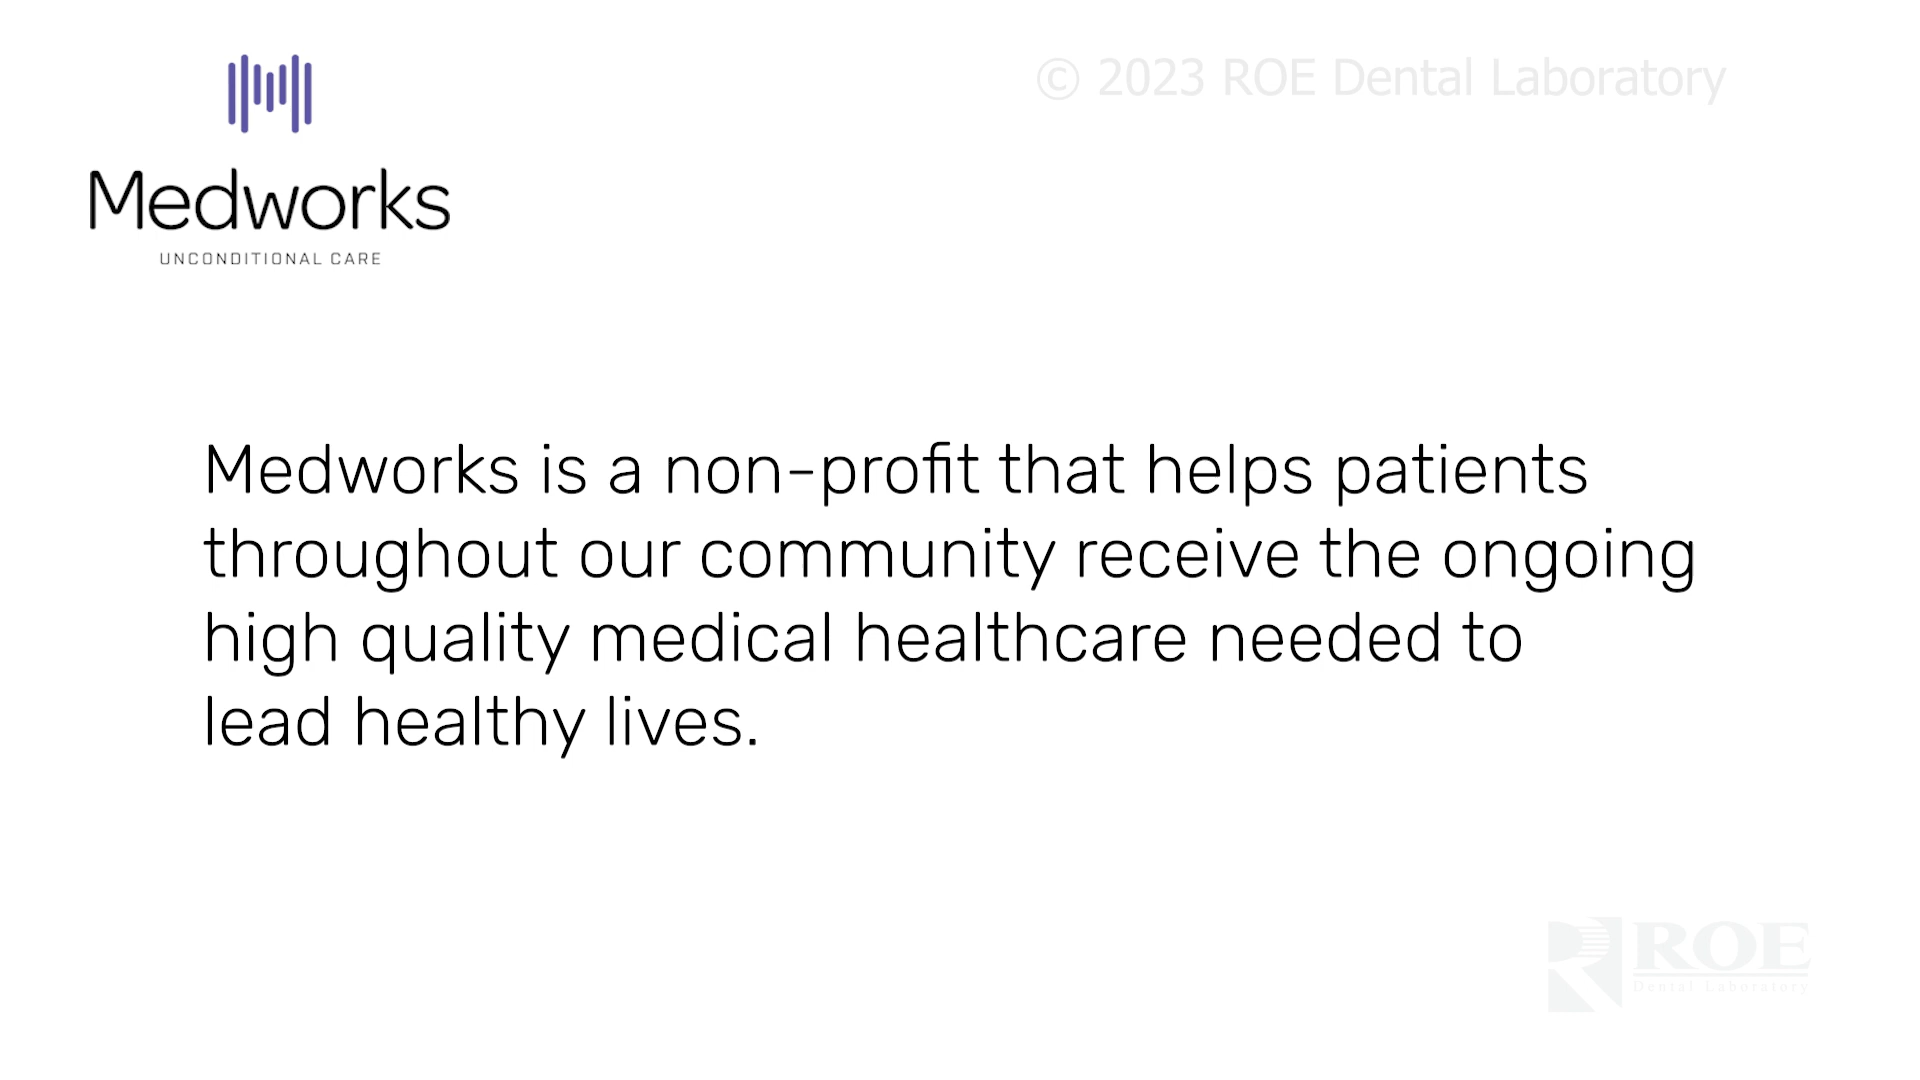 © 2023 ROE Dental Laboratory
Medworks
UNCONDITIONAL CARE
Medworks is a non-profit that helps patients
throughout our community receive the ongoing
high quality medical healthcare needed to
lead healthy lives.
ROE
Dental Laboratory